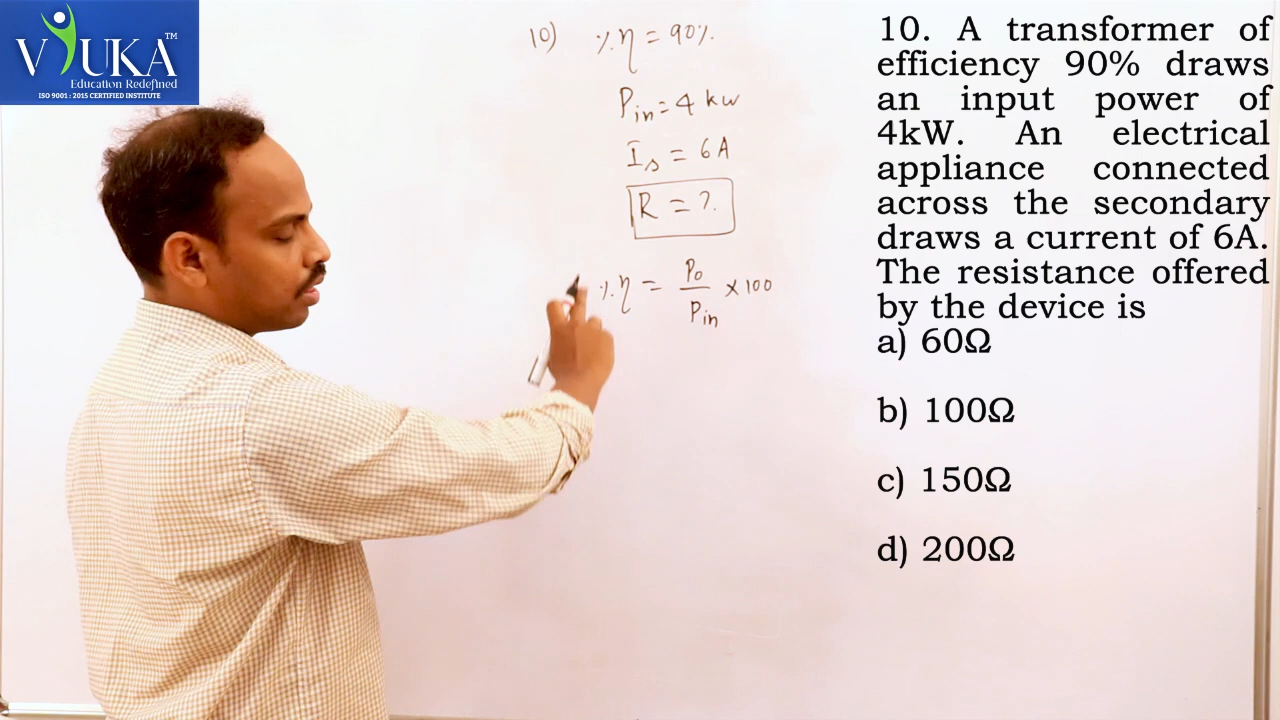 VYUKA™
Education Redefined
ISO 9001 : 2015 CERTIFIED INSTITUTE
10) %η = 90%.
Pin = 4 kw
Is = 6A
R = ?.
%η = Po/Pin × 100
10. A transformer of
efficiency 90% draws
an input power of
4kW. An electrical
appliance connected
across the secondary
draws a current of 6A.
The resistance offered
by the device is
a) 60Ω
b) 100Ω
c) 150Ω
d) 200Ω